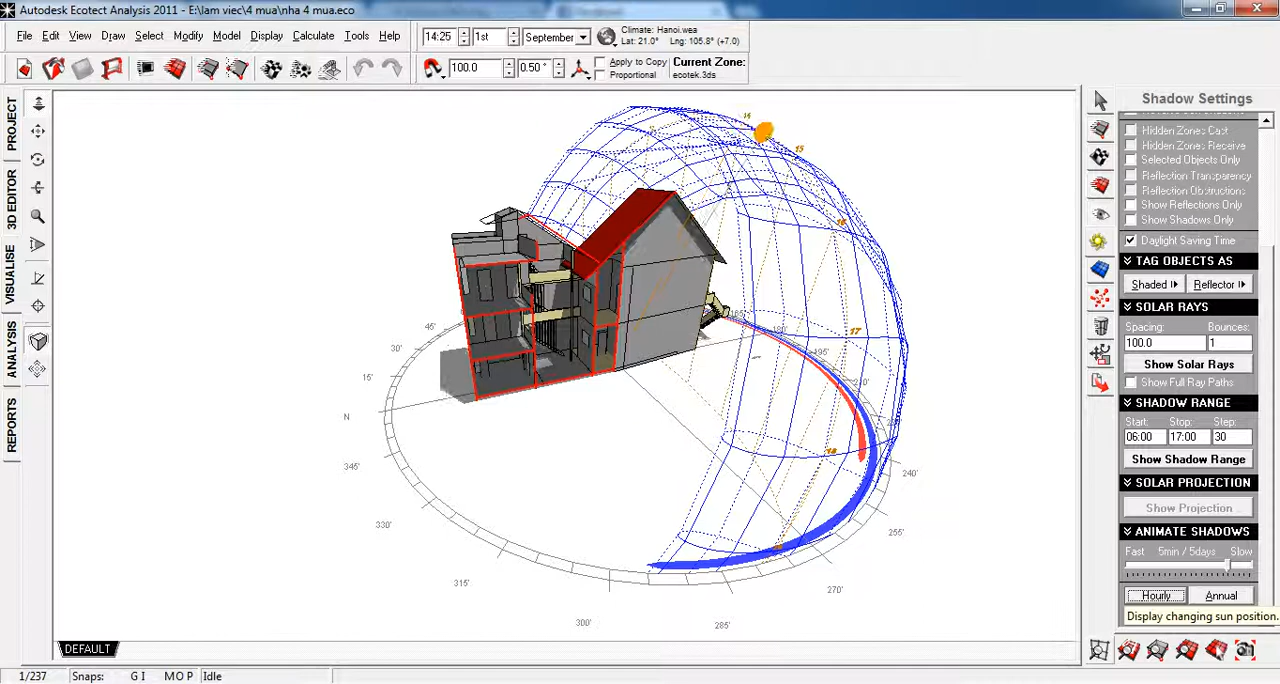 Autodesk Ecotect Analysis 2011 - E:\lam viec\4 mua\nha 4 mua.eco
File Edit View Draw Select Modify Model Display Calculate Tools Help
14:25 1st September
Climate: Hanoi.wea
Lat: 21.0° Lng: 105.8° (+7.0)
100.0 0.50 °
Apply to Copy
Proportional
Current Zone:
ecotek.3ds
PROJECT
3D EDITOR
VISUALISE
ANALYSIS
REPORTS
Shadow Settings
Hidden Zones Cast
Hidden Zones Receive
Selected Objects Only
Reflection Transparency
Reflection Obstructions
Show Reflections Only
Show Shadows Only
Daylight Saving Time
TAG OBJECTS AS
Shaded Reflector
SOLAR RAYS
Spacing: Bounces:
100.0 1
Show Solar Rays
Show Full Ray Paths
SHADOW RANGE
Start: Stop: Step:
06:00 17:00 30
Show Shadow Range
SOLAR PROJECTION
Show Projection
ANIMATE SHADOWS
Fast 5min / 5days Slow
Hourly Annual
Display changing sun position.
14
15
16
17
18
45°
30°
15°
N
345°
330°
315°
300°
285°
270°
255°
240°
195°
180°
DEFAULT
1/237 Snaps: G I M O P Idle